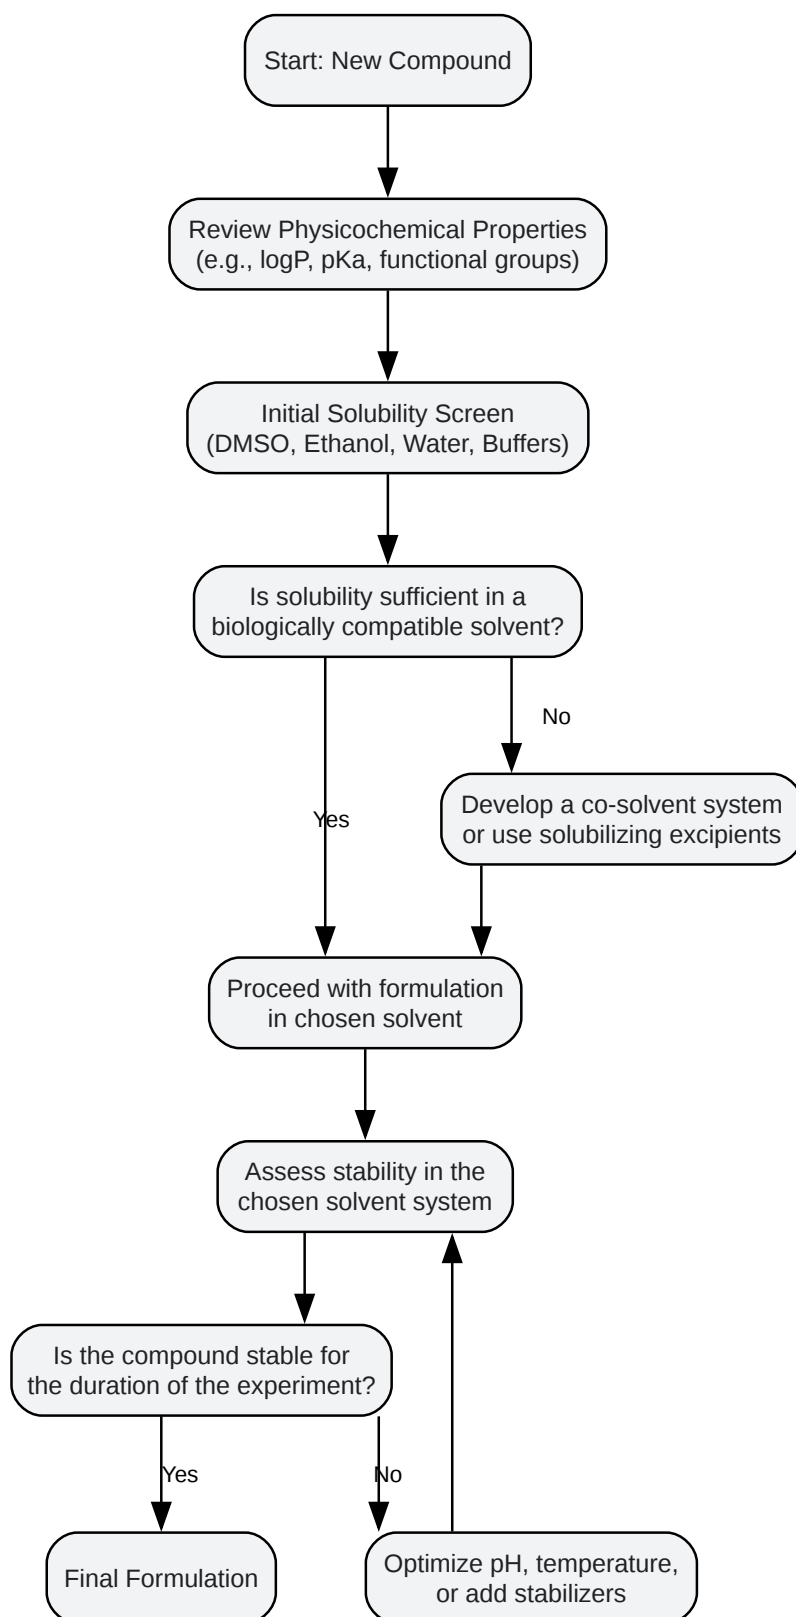 Start: New Compound
Review Physicochemical Properties
(e.g., logP, pKa, functional groups)
Initial Solubility Screen
(DMSO, Ethanol, Water, Buffers)
Is solubility sufficient in a
biologically compatible solvent?
No
Yes
Develop a co-solvent system
or use solubilizing excipients
Proceed with formulation
in chosen solvent
Assess stability in the
chosen solvent system
Is the compound stable for
the duration of the experiment?
Yes
No
Final Formulation
Optimize pH, temperature,
or add stabilizers